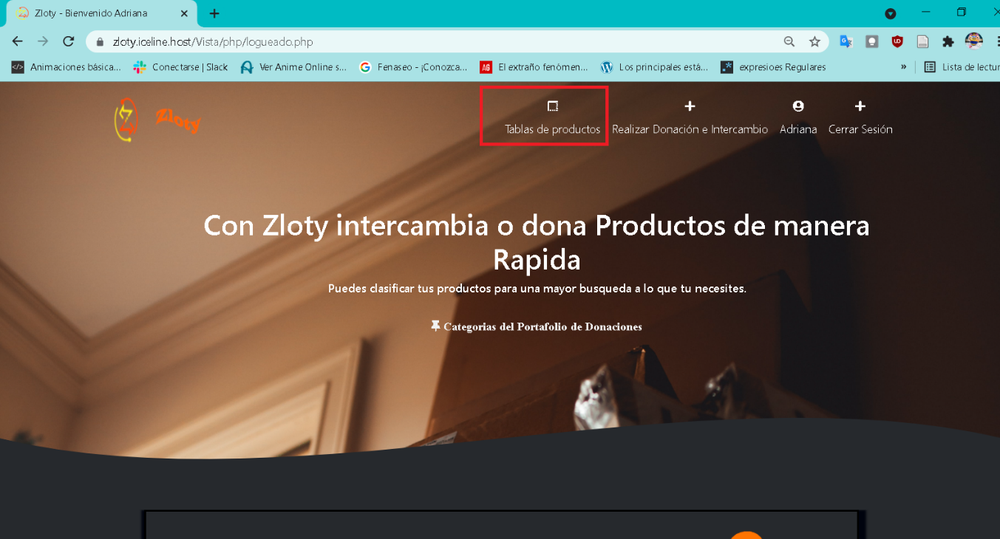 Zloty - Bienvenido Adriana
zloty.iceline.host/Vista/php/logueado.php
Animaciones básica... Conectarse | Slack Ver Anime Online s... Fenaseo - ¡Conozca... AG El extraño fenómen... Los principales está... expresioes Regulares » Lista de lectur
Zloty
Tablas de productos Realizar Donación e Intercambio Adriana Cerrar Sesión
Con Zloty intercambia o dona Productos de manera
Rapida
Puedes clasificar tus productos para una mayor busqueda a lo que tu necesites.
Categorias del Portafolio de Donaciones